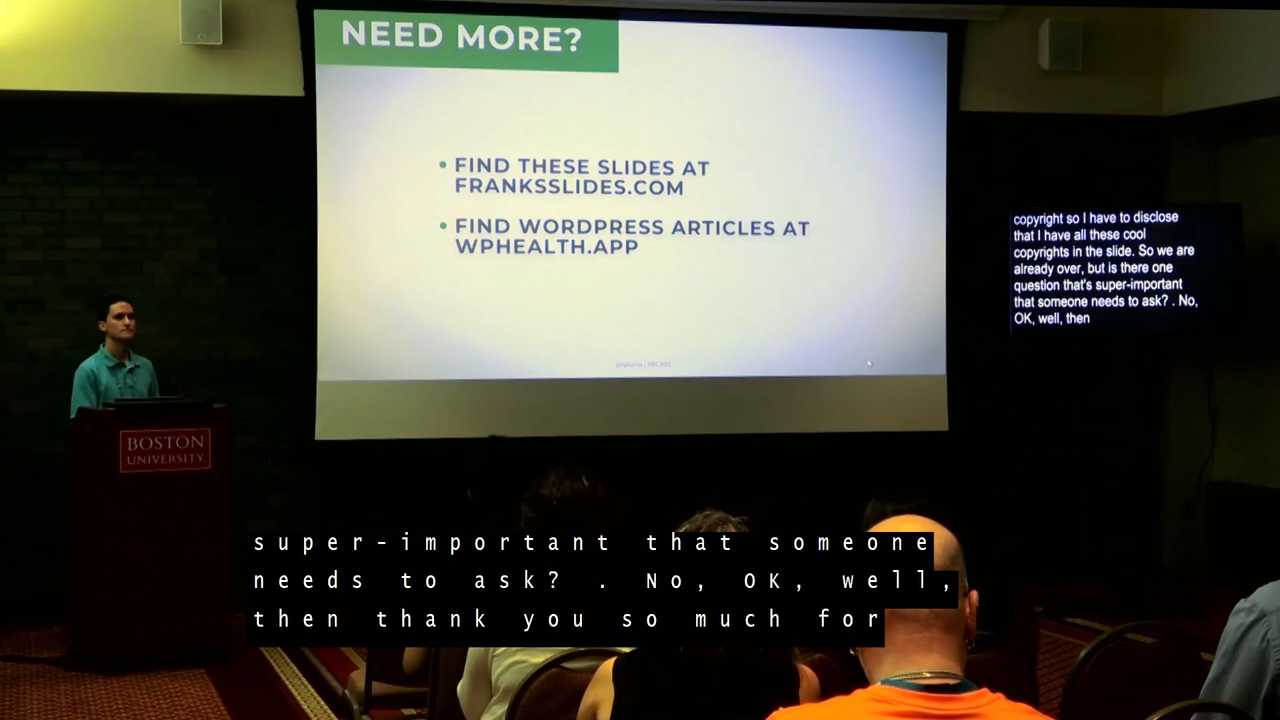 NEED MORE?
• FIND THESE SLIDES AT
FRANKSSLIDES.COM
• FIND WORDPRESS ARTICLES AT
WPHEALTH.APP
copyright so I have to disclose
that I have all these cool
copyrights in the slide. So we are
already over, but is there one
question that's super-important
that someone needs to ask? . No,
OK, well, then
BOSTON
UNIVERSITY
super-important that someone
needs to ask? . No, OK, well,
then thank you so much for